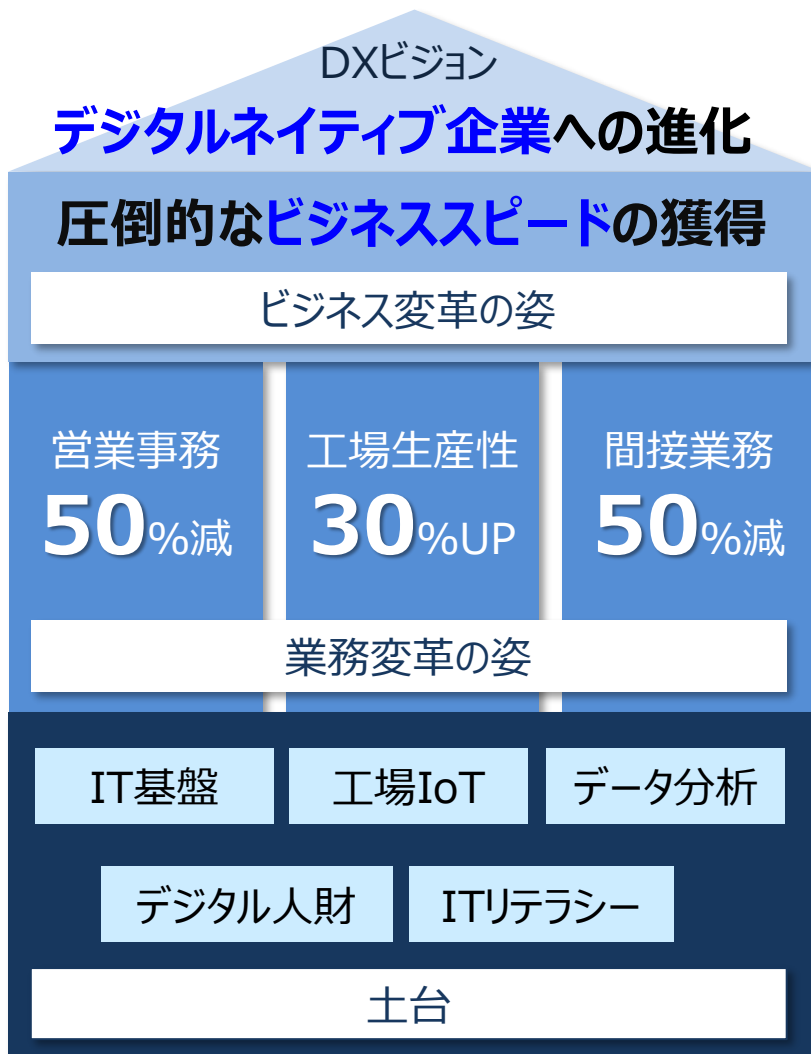 DXビジョン
デジタルネイティブ企業への進化
圧倒的なビジネススピードの獲得
ビジネス変革の姿
営業事務 工場生産性 間接業務
50%減 30%UP 50%減
業務変革の姿
IT基盤 工場IoT データ分析
デジタル人財 ITリテラシー
土台